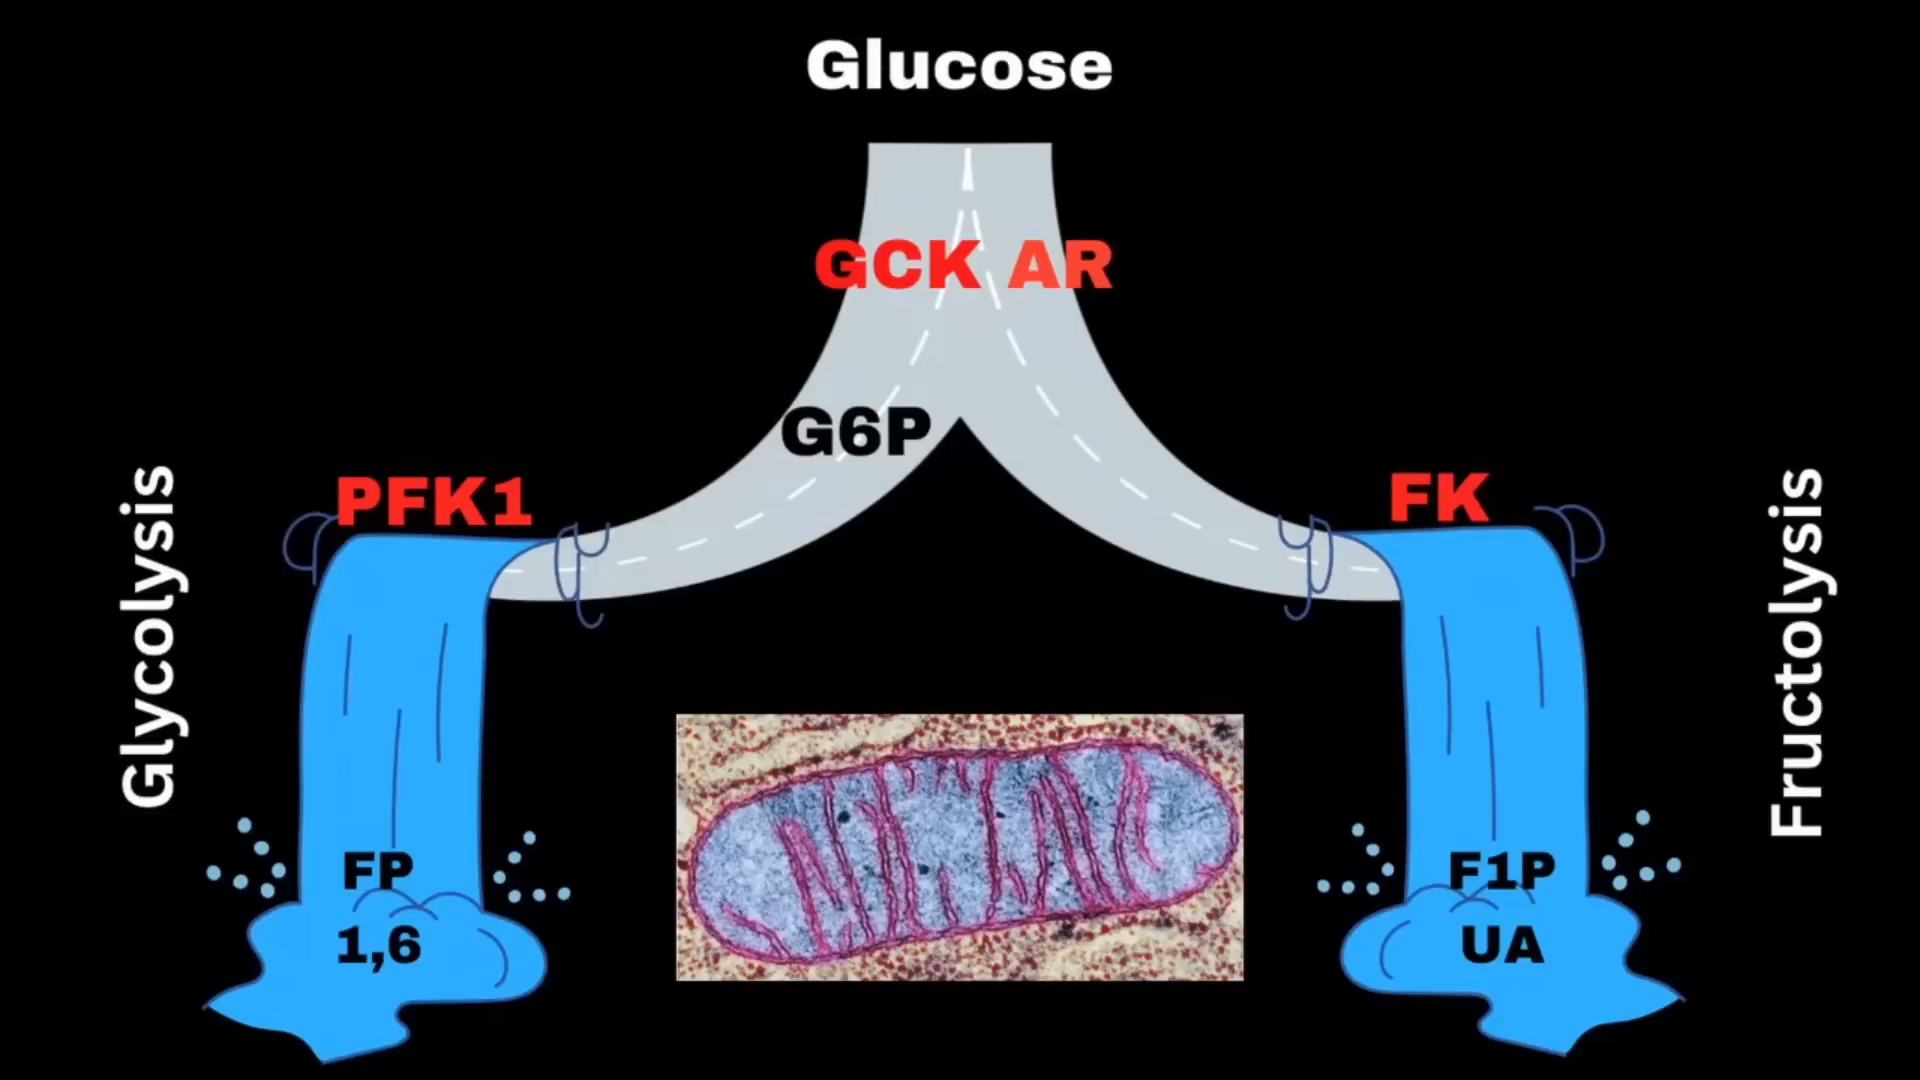 Glucose
GCK AR
G6P
PFK1
FK
Glycolysis
Fructolysis
FP
1,6
F1P
UA